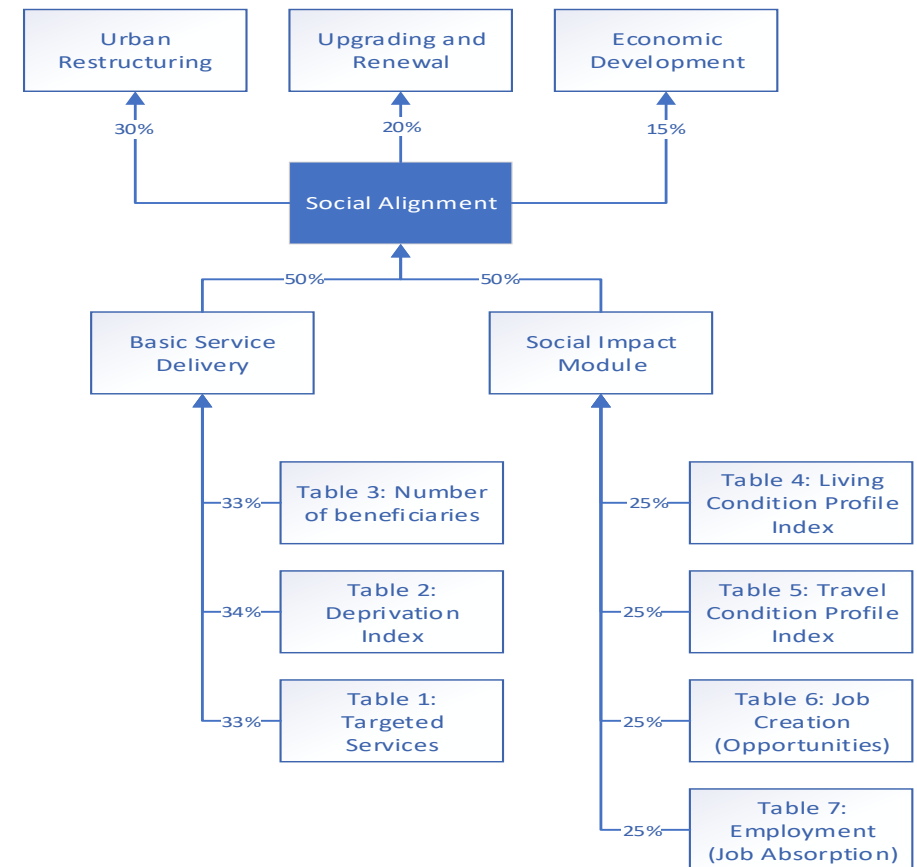 Urban
Restructuring
Upgrading and
Renewal
Economic
Development
30%
20%
15%
Social Alignment
50%
50%
Basic Service
Delivery
Social Impact
Module
33%
Table 3: Number
of beneficiaries
34%
Table 2:
Deprivation
Index
33%
Table 1:
Targeted
Services
25%
Table 4: Living
Condition Profile
Index
25%
Table 5: Travel
Condition Profile
Index
25%
Table 6: Job
Creation
(Opportunities)
25%
Table 7:
Employment
(Job Absorption)